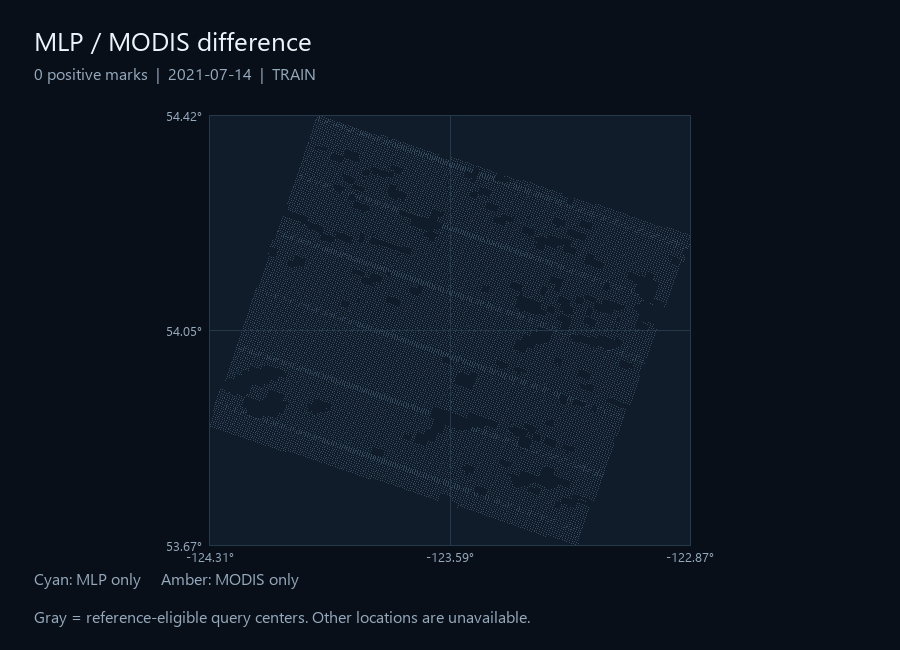 MLP / MODIS difference
0 positive marks | 2021-07-14 | TRAIN
54.42°
54.05°
53.67°
-124.31° -123.59° -122.87°
Cyan: MLP only Amber: MODIS only
Gray = reference-eligible query centers. Other locations are unavailable.